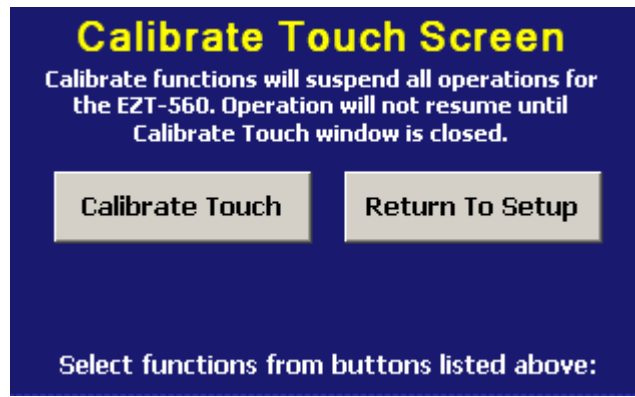 Calibrate Touch Screen
Calibrate functions will suspend all operations for
the EZT-560. Operation will not resume until
Calibrate Touch window is closed.
Calibrate Touch
Return To Setup
Select functions from buttons listed above: